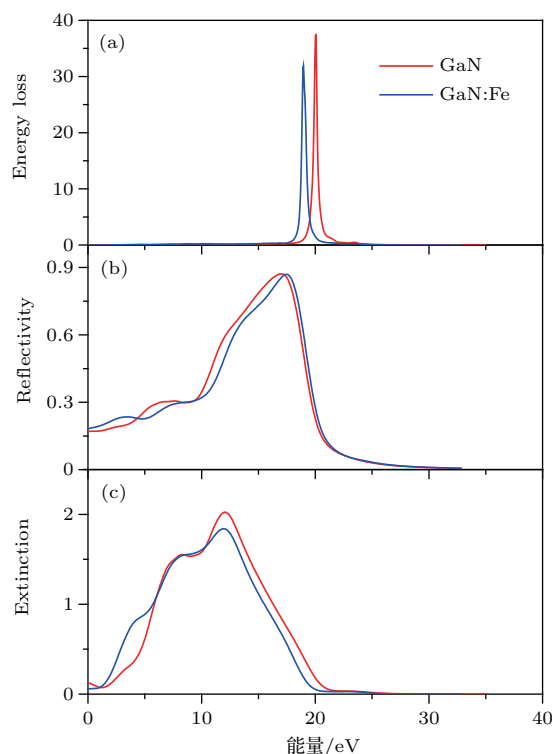 40
(a)
GaN
GaN:Fe
30
20
10
0
Energy loss
0.9
(b)
0.6
0.3
0
Reflectivity
(c)
2
1
0
Extinction
0 10 20 30 40
能量/eV